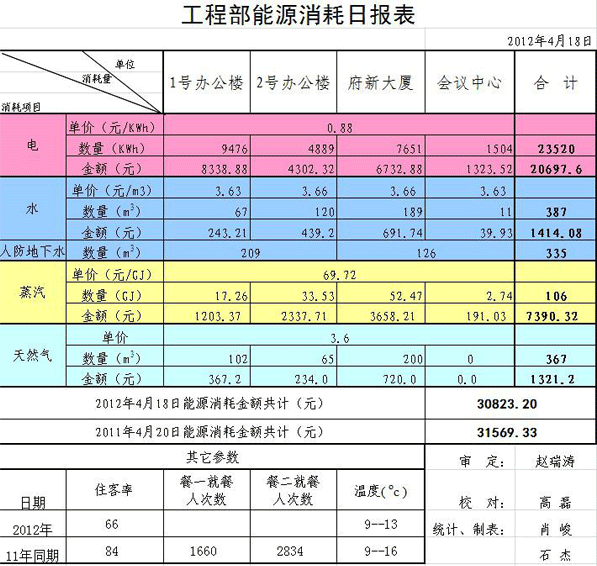 工程部能源消耗日报表
2012年4月18日
单位
消耗量
消耗项目
1号办公楼 2号办公楼 府新大厦 会议中心 合 计
电 单价（元/KWh） 0.88
数量（KWh） 9476 4889 7651 1504 23520
金额（元） 8338.88 4302.32 6732.88 1323.52 20697.6
水 单价（元/m3） 3.63 3.66 3.66 3.63
数量（m³） 67 120 189 11 387
金额（元） 243.21 439.2 691.74 39.93 1414.08
人防地下水 数量（m³） 209 126 335
蒸汽 单价（元/GJ） 69.72
数量（GJ） 17.26 33.53 52.47 2.74 106
金额（元） 1203.37 2337.71 3658.21 191.03 7390.32
天然气 单价 3.6
数量（m³） 102 65 200 0 367
金额（元） 367.2 234.0 720.0 0.0 1321.2
2012年4月18日能源消耗金额共计（元） 30823.20
2011年4月20日能源消耗金额共计（元） 31569.33
其它参数 审 定： 赵瑞涛
日期 住客率 餐一就餐人次数 餐二就餐人次数 温度(℃) 校 对： 高 磊
2012年 66 9--13 统计、制表： 肖 峻
11年同期 84 1660 2834 9--16 石 杰